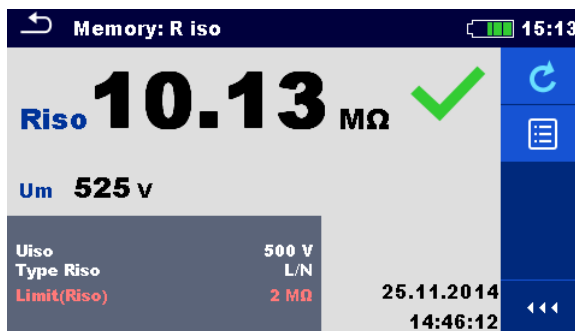 Memory: R iso 15:13
Riso 10.13 MΩ
Um 525 V
Uiso 500 V
Type Riso L/N
Limit(Riso) 2 MΩ
25.11.2014
14:46:12